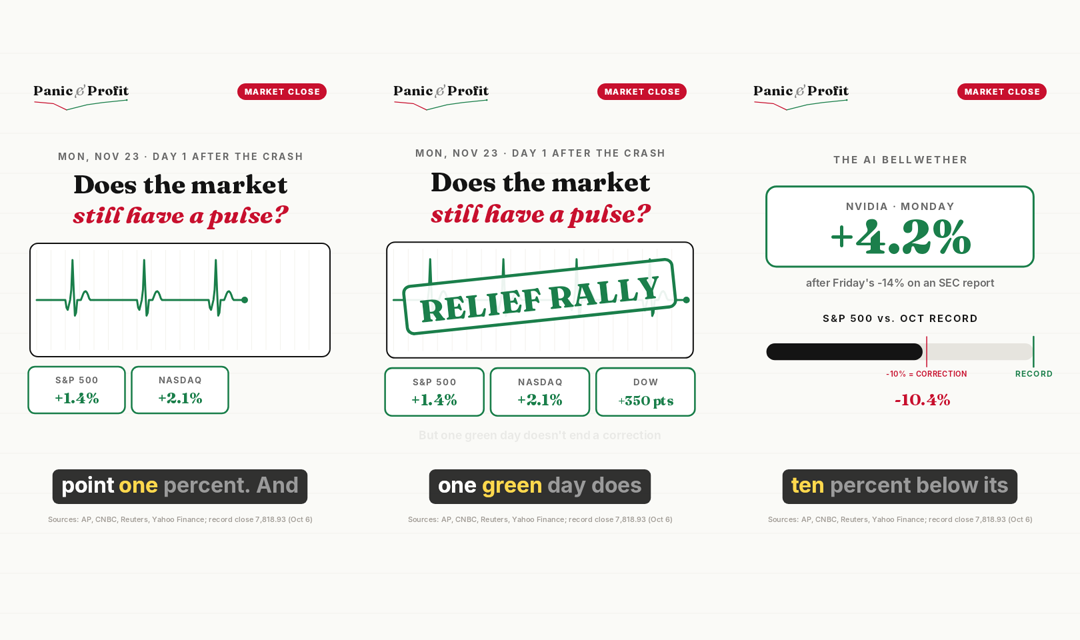 Panic & Profit
MARKET CLOSE
MON, NOV 23 · DAY 1 AFTER THE CRASH
Does the market
still have a pulse?
S&P 500
+1.4%
NASDAQ
+2.1%
point one percent. And
Sources: AP, CNBC, Reuters, Yahoo Finance; record close 7,818.93 (Oct 6)
Panic & Profit
MARKET CLOSE
MON, NOV 23 · DAY 1 AFTER THE CRASH
Does the market
still have a pulse?
RELIEF RALLY
S&P 500
+1.4%
NASDAQ
+2.1%
DOW
+350 pts
But one green day doesn't end a correction
one green day does
Sources: AP, CNBC, Reuters, Yahoo Finance; record close 7,818.93 (Oct 6)
Panic & Profit
MARKET CLOSE
THE AI BELLWETHER
NVIDIA · MONDAY
+4.2%
after Friday's -14% on an SEC report
S&P 500 vs. OCT RECORD
-10% = CORRECTION
RECORD
-10.4%
ten percent below its
Sources: AP, CNBC, Reuters, Yahoo Finance; record close 7,818.93 (Oct 6)